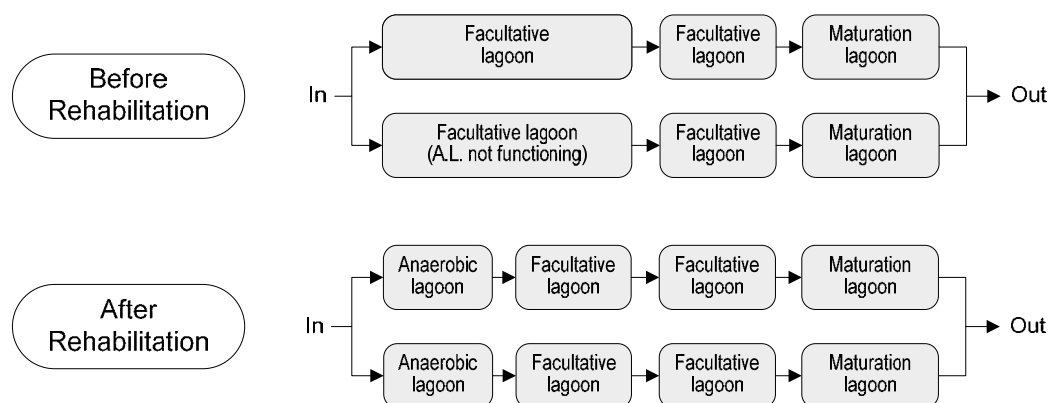 Before
Rehabilitation
In
Facultative
lagoon
Facultative
lagoon
Maturation
lagoon
Facultative lagoon
(A.L. not functioning)
Facultative
lagoon
Maturation
lagoon
Out
After
Rehabilitation
In
Anaerobic
lagoon
Facultative
lagoon
Facultative
lagoon
Maturation
lagoon
Anaerobic
lagoon
Facultative
lagoon
Facultative
lagoon
Maturation
lagoon
Out